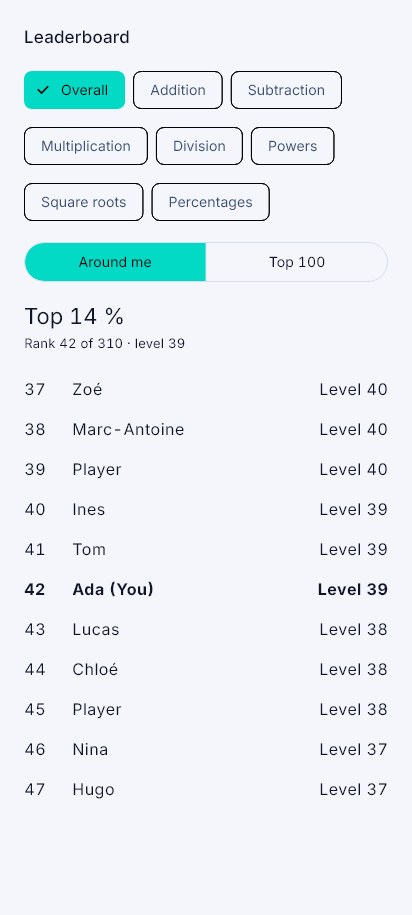 Leaderboard
Overall Addition Subtraction
Multiplication Division Powers
Square roots Percentages
Around me Top 100
Top 14 %
Rank 42 of 310 · level 39
37 Zoé Level 40
38 Marc-Antoine Level 40
39 Player Level 40
40 Ines Level 39
41 Tom Level 39
42 Ada (You) Level 39
43 Lucas Level 38
44 Chloé Level 38
45 Player Level 38
46 Nina Level 37
47 Hugo Level 37